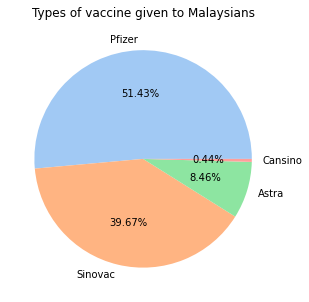 Types of vaccine given to Malaysians
Pfizer
51.43%
0.44%
Cansino
8.46%
Astra
39.67%
Sinovac